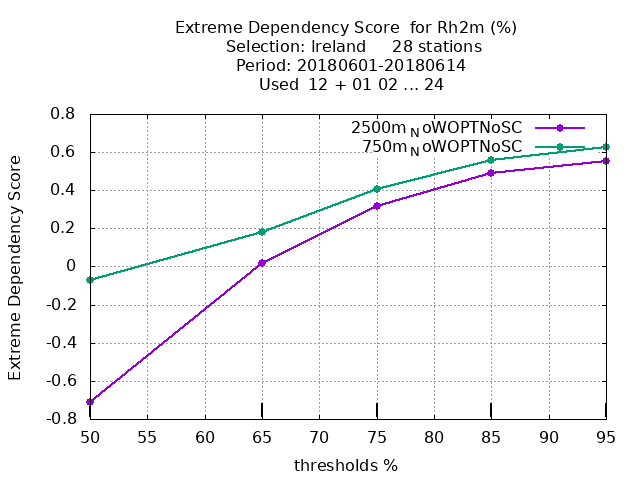 Extreme Dependency Score for Rh2m (%)
Selection: Ireland 28 stations
Period: 20180601-20180614
Used 12 + 01 02 ... 24
2500m_NoWOPTNoSC
750m_NoWOPTNoSC
Extreme Dependency Score
0.8
0.6
0.4
0.2
0
-0.2
-0.4
-0.6
-0.8
50 55 60 65 70 75 80 85 90 95
thresholds %